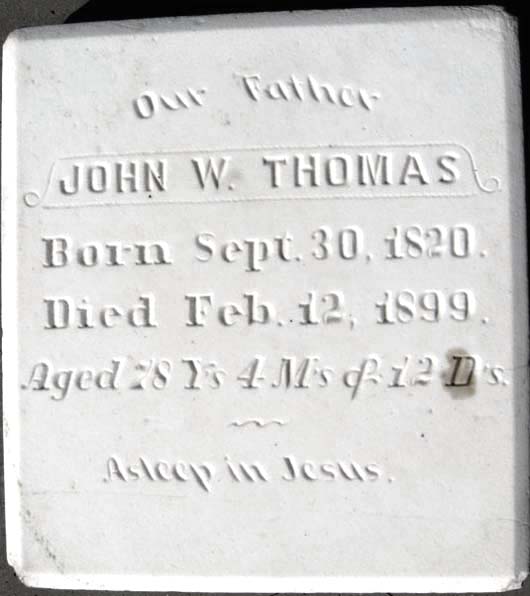 Our Father
JOHN W. THOMAS
Born Sept. 30, 1820.
Died Feb. 12, 1899.
Aged 78 Ys 4 M's & 12 D's.
Asleep in Jesus.